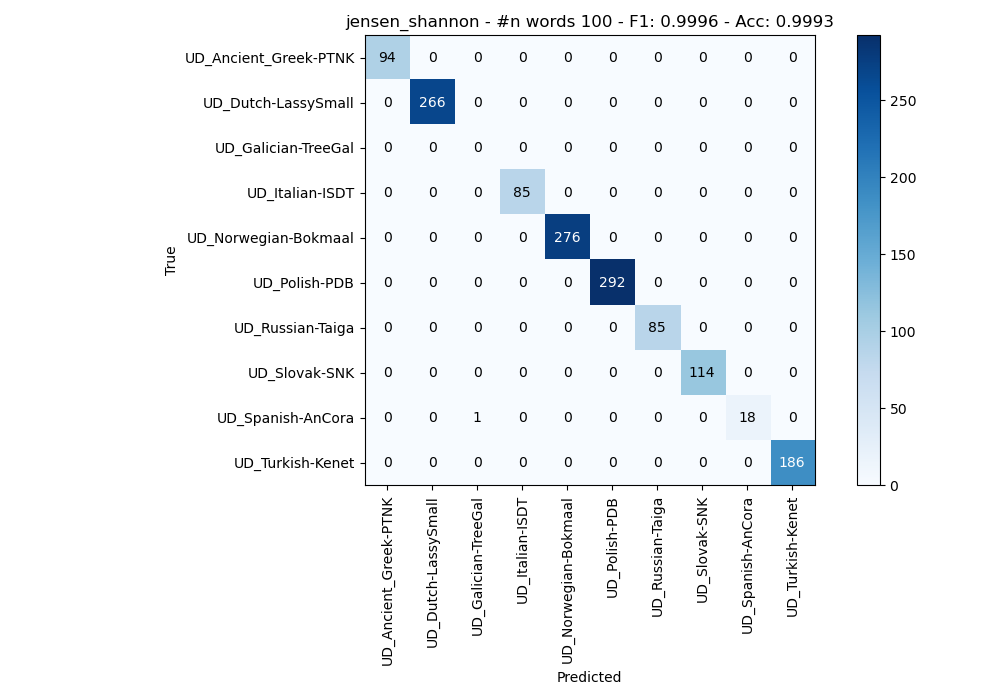 jensen_shannon - #n words 100 - F1: 0.9996 - Acc: 0.9993
True
UD_Ancient_Greek-PTNK 94 0 0 0 0 0 0 0 0 0
UD_Dutch-LassySmall 0 266 0 0 0 0 0 0 0 0
UD_Galician-TreeGal 0 0 0 0 0 0 0 0 0 0
UD_Italian-ISDT 0 0 0 85 0 0 0 0 0 0
UD_Norwegian-Bokmaal 0 0 0 0 276 0 0 0 0 0
UD_Polish-PDB 0 0 0 0 0 292 0 0 0 0
UD_Russian-Taiga 0 0 0 0 0 0 85 0 0 0
UD_Slovak-SNK 0 0 0 0 0 0 0 114 0 0
UD_Spanish-AnCora 0 0 1 0 0 0 0 0 18 0
UD_Turkish-Kenet 0 0 0 0 0 0 0 0 0 186
UD_Ancient_Greek-PTNK
UD_Dutch-LassySmall
UD_Galician-TreeGal
UD_Italian-ISDT
UD_Norwegian-Bokmaal
UD_Polish-PDB
UD_Russian-Taiga
UD_Slovak-SNK
UD_Spanish-AnCora
UD_Turkish-Kenet
Predicted
250
200
150
100
50
0